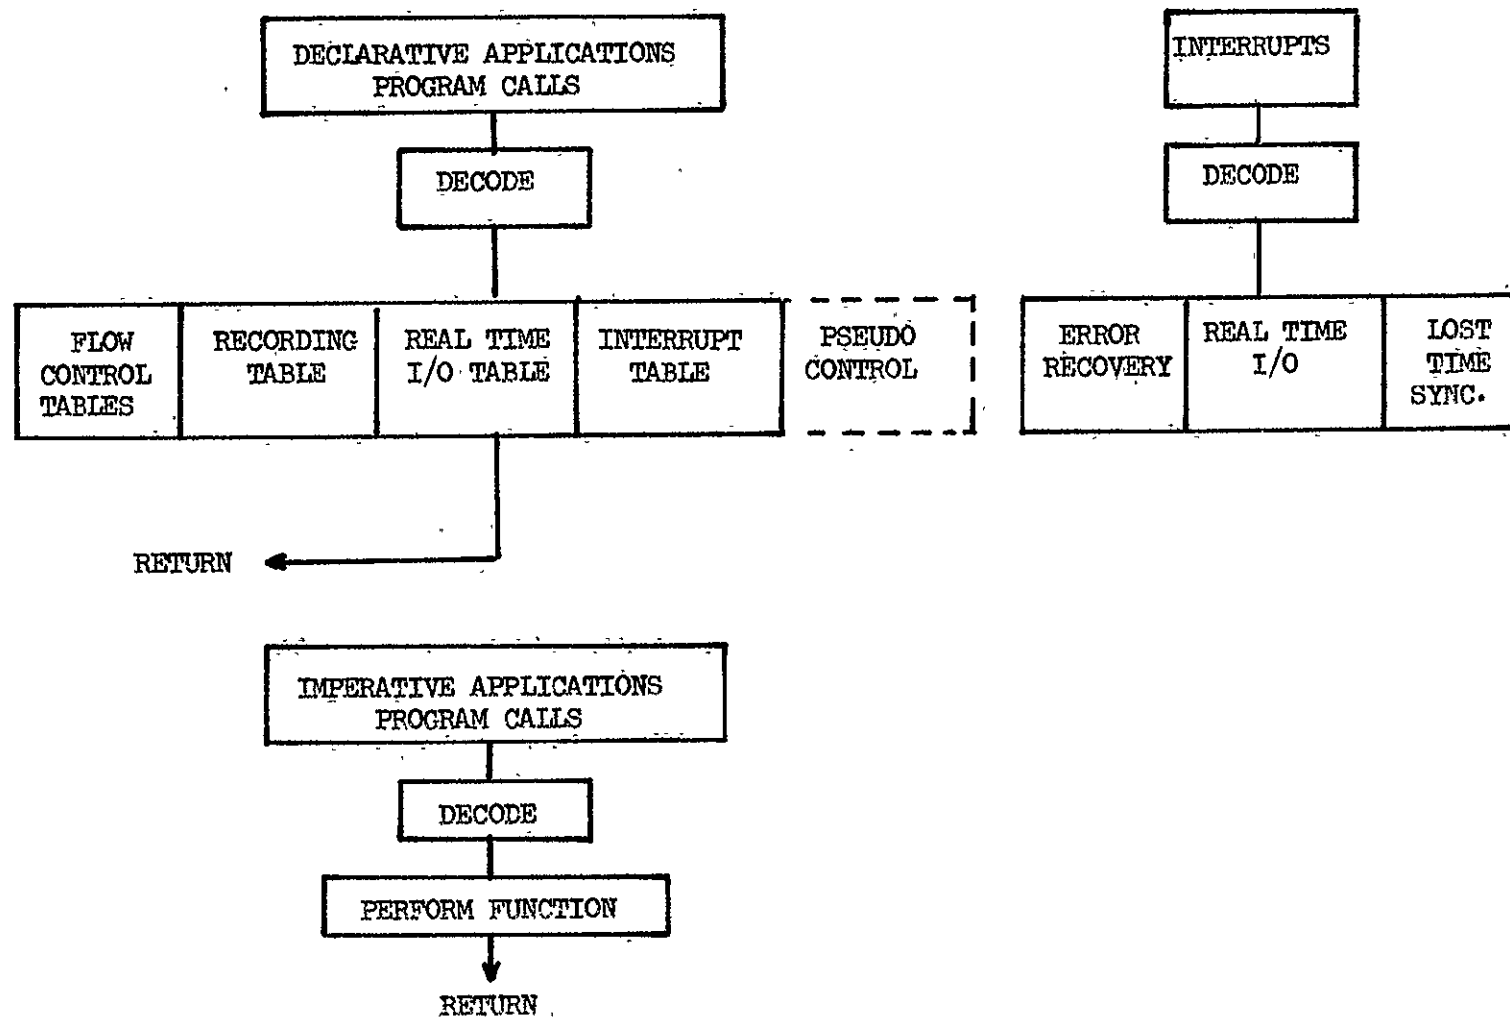 DECLARATIVE APPLICATIONS
PROGRAM CALLS
DECODE
FLOW
CONTROL
TABLES
RECORDING
TABLE
REAL TIME
I/O TABLE
INTERRUPT
TABLE
PSEUDO
CONTROL
RETURN
INTERRUPTS
DECODE
ERROR
RECOVERY
REAL TIME
I/O
LOST
TIME
SYNC.
IMPERATIVE APPLICATIONS
PROGRAM CALLS
DECODE
PERFORM FUNCTION
RETURN